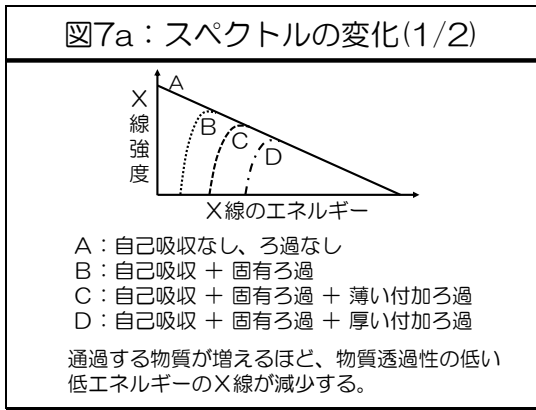 図7a：スペクトルの変化(1/2)
X線強度
A
B
C
D
X線のエネルギー
A：自己吸収なし、ろ過なし
B：自己吸収 ＋ 固有ろ過
C：自己吸収 ＋ 固有ろ過 ＋ 薄い付加ろ過
D：自己吸収 ＋ 固有ろ過 ＋ 厚い付加ろ過
通過する物質が増えるほど、物質透過性の低い
低エネルギーのX線が減少する。